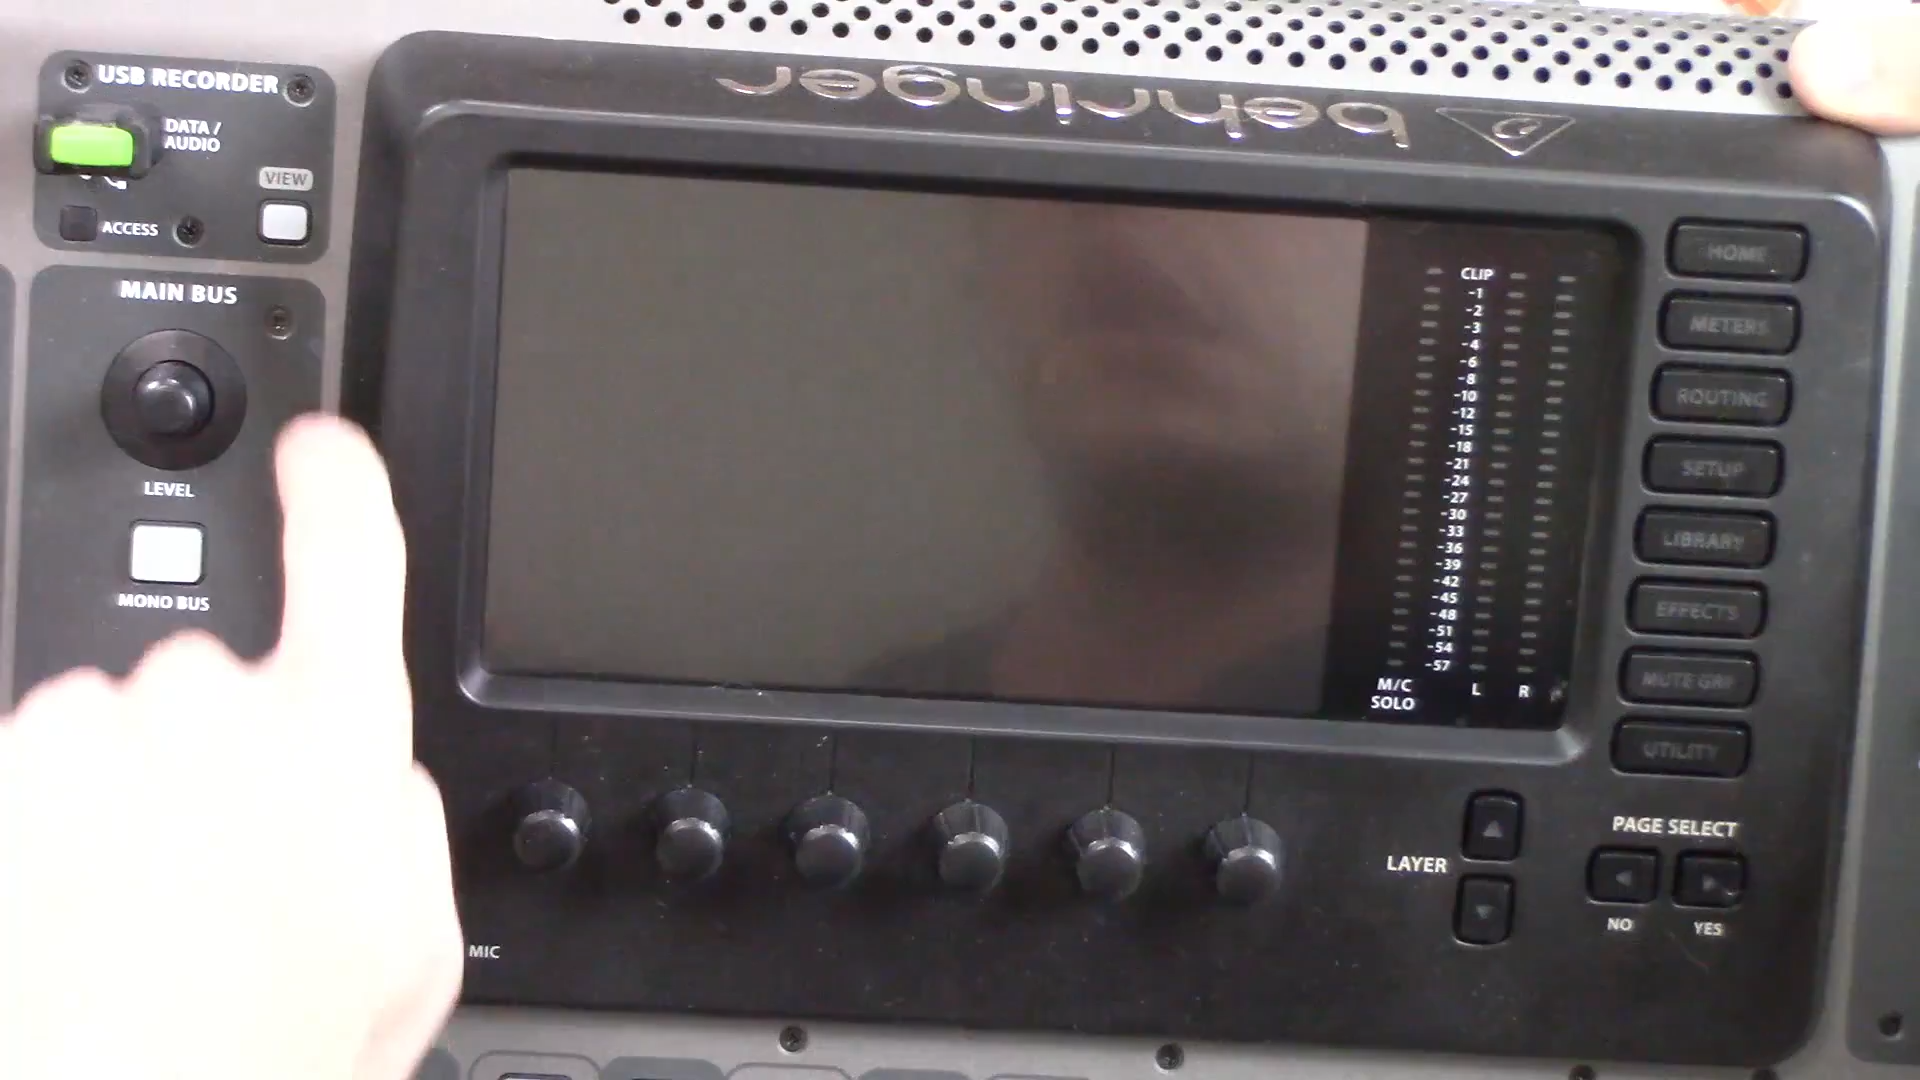 behringer
USB RECORDER
DATA /
AUDIO
VIEW
ACCESS
MAIN BUS
LEVEL
MONO BUS
CLIP
-1
-2
-3
-4
-6
-8
-10
-12
-15
-18
-21
-24
-27
-30
-33
-36
-39
-42
-45
-48
-51
-54
-57
M/C
SOLO
L
R
HOME
METERS
ROUTING
SETUP
LIBRARY
EFFECTS
MUTE GRP
UTILITY
LAYER
PAGE SELECT
NO
YES
MIC